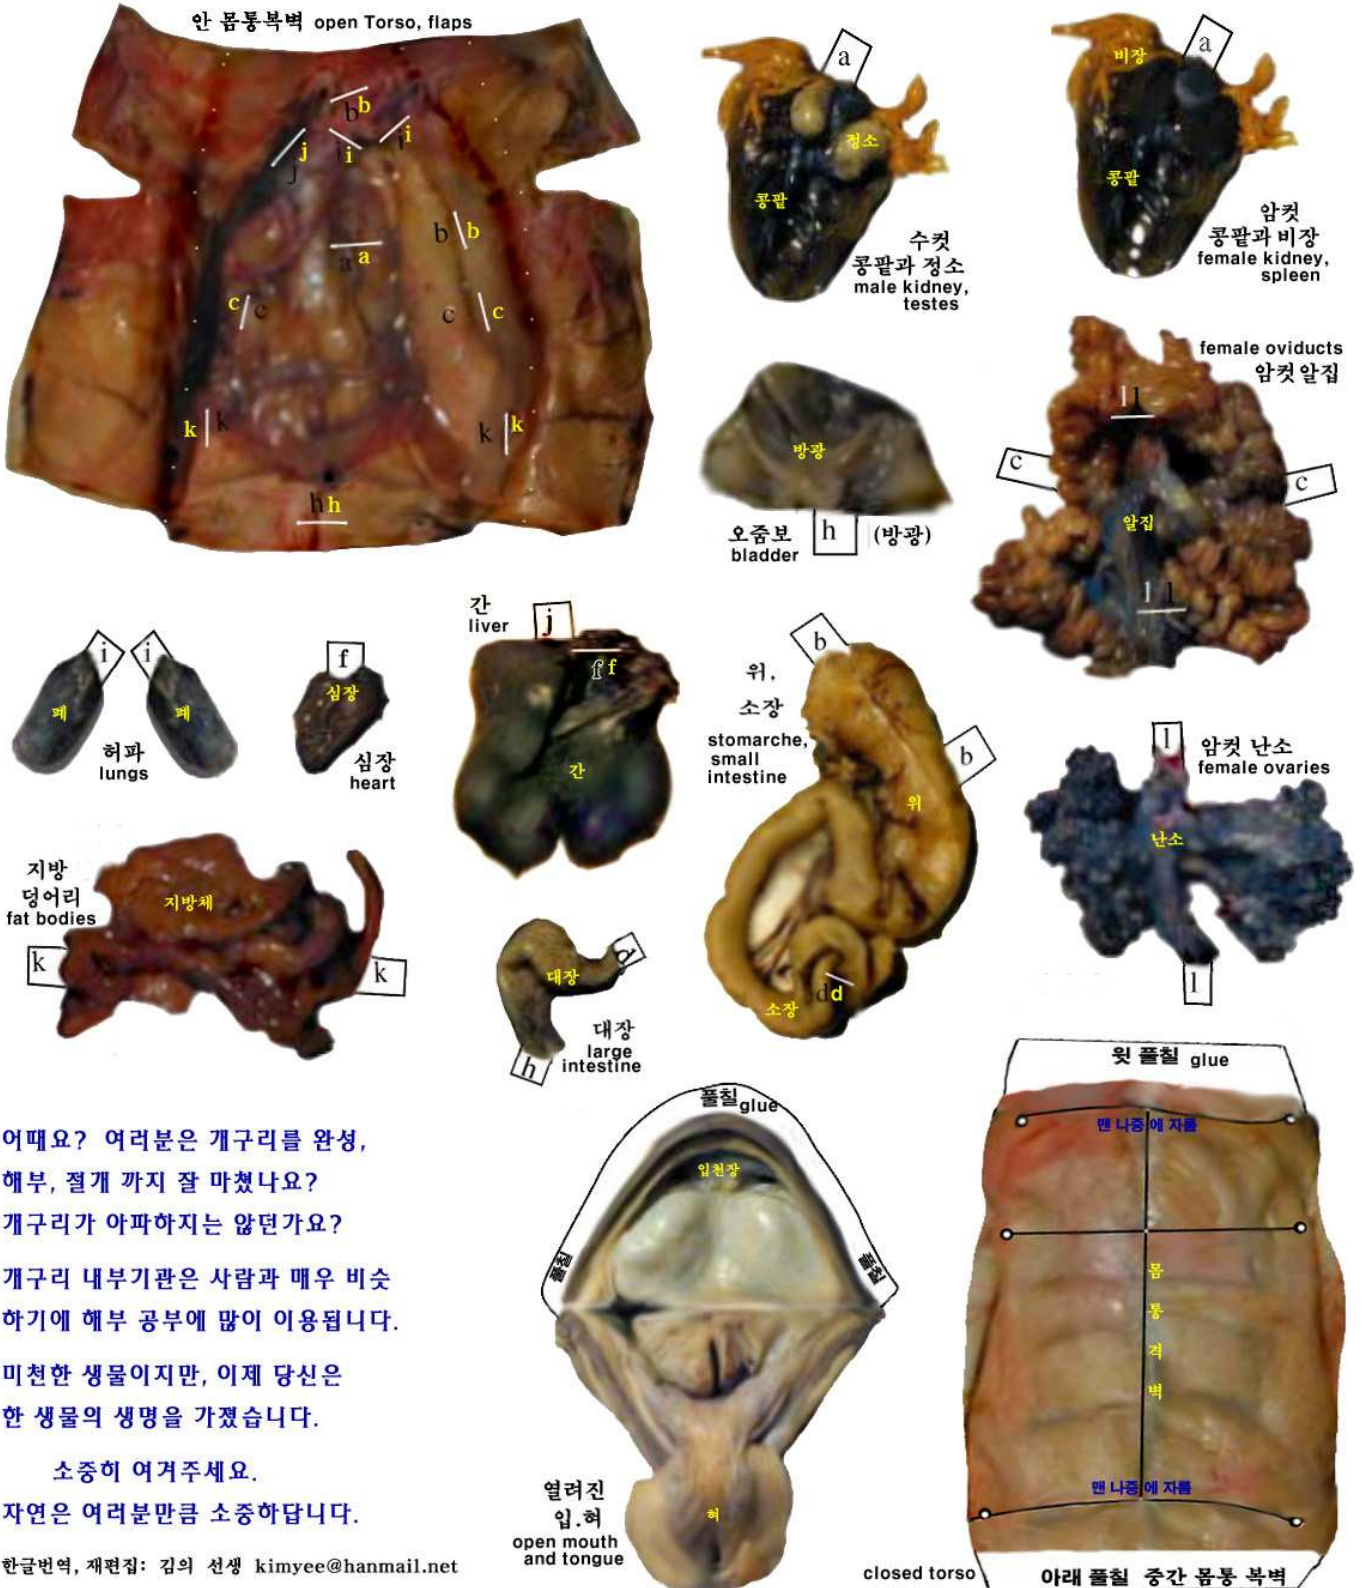 안 몸통복벽 open Torso, flaps
b b
j j
i i
i i
b b
a a
c c
c c
k k
k k
h h
a
정소
콩팥
수컷
콩팥과 정소
male kidney,
testes
비장
a
콩팥
암컷
콩팥과 비장
female kidney,
spleen
방광
오줌보
bladder
h
(방광)
female oviducts
암컷알집
l l
c
c
알집
l l
i
i
폐
폐
허파
lungs
f
심장
심장
heart
간
liver
j
f f
간
위,
소장
stomarche,
small
intestine
b
b
위
소장
d d
l
암컷 난소
female ovaries
난소
l
지방
덩어리
fat bodies
지방체
k
k
d
대장
대장
large
intestine
h
풀칠 glue
입천장
풀칠
풀칠
혀
열려진
입.혀
open mouth
and tongue
윗 풀칠 glue
맨 나중에 자름
몸
통
격
벽
맨 나중에 자름
closed torso
아래 풀칠 중간 몸통 복벽
어때요? 여러분은 개구리를 완성,
해부, 절개 까지 잘 마쳤나요?
개구리가 아파하지는 않던가요?
개구리 내부기관은 사람과 매우 비슷
하기에 해부 공부에 많이 이용됩니다.
미천한 생물이지만, 이제 당신은
한 생물의 생명을 가졌습니다.
소중히 여겨주세요.
자연은 여러분만큼 소중하답니다.
한글번역, 재편집: 김의 선생 kimyee@hanmail.net